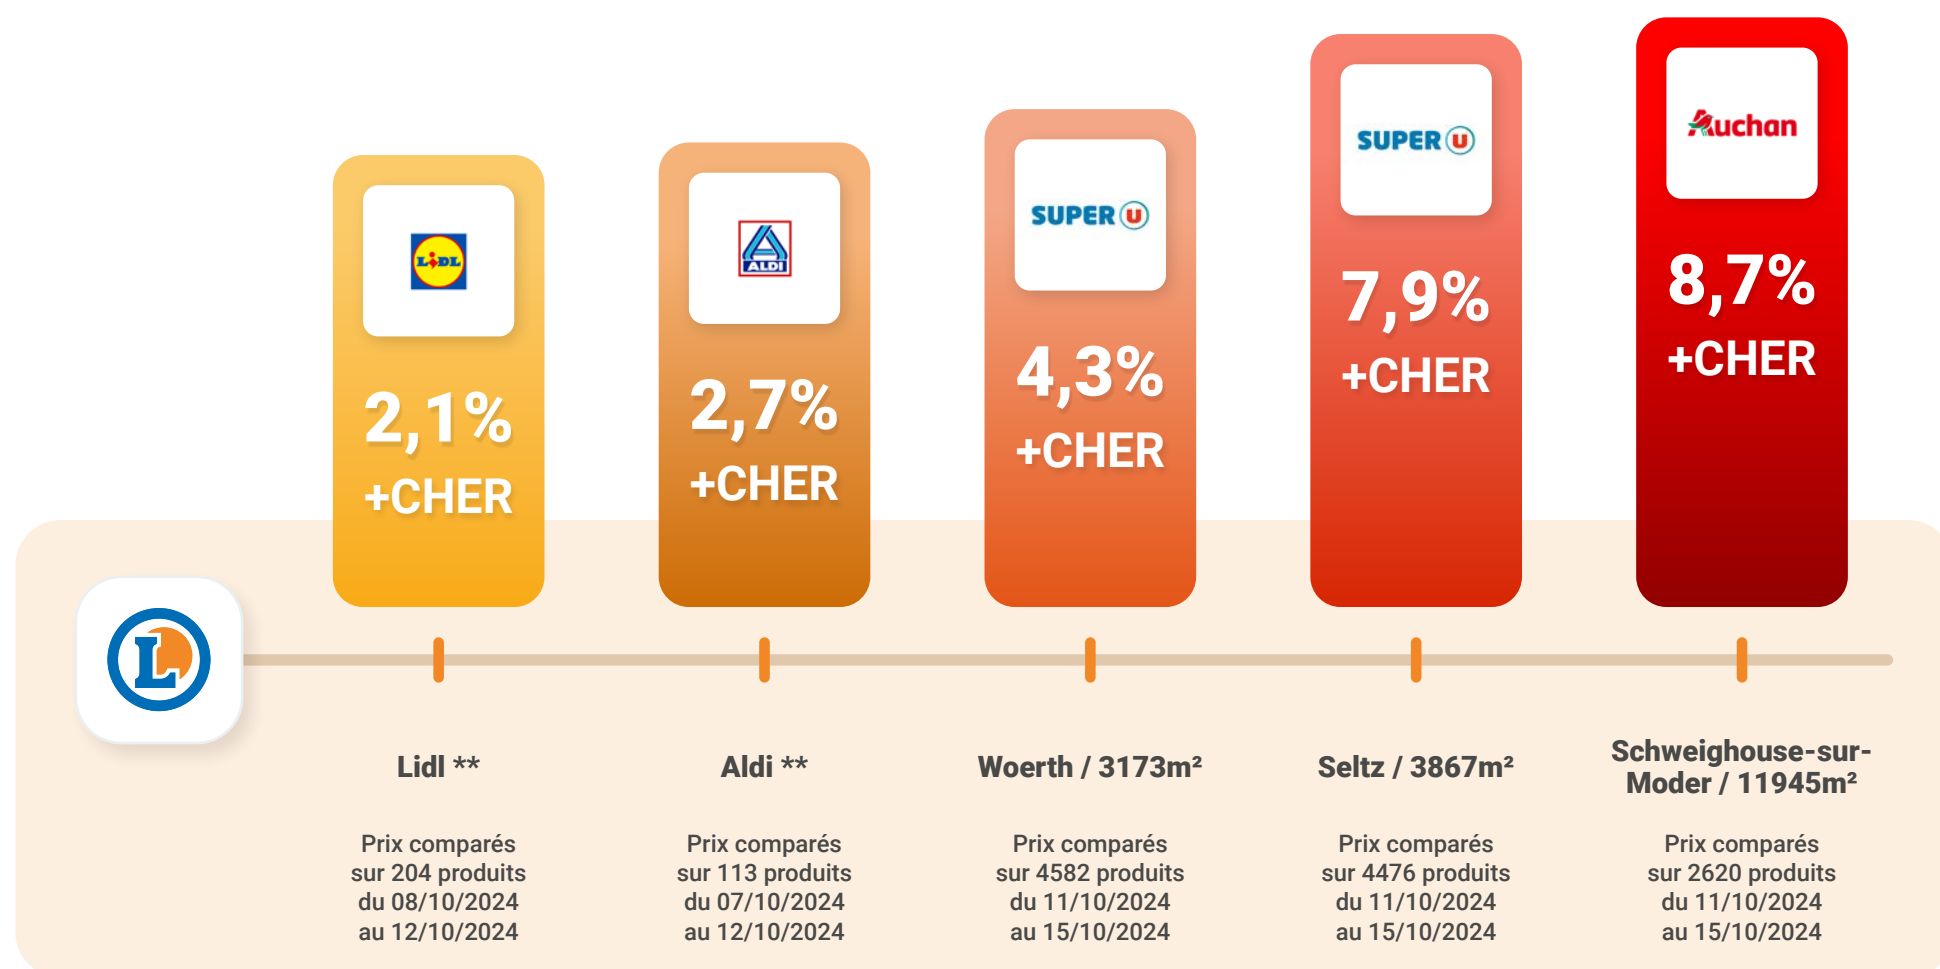 LIDL
2,1%
+CHER
ALDI
2,7%
+CHER
SUPER U
4,3%
+CHER
SUPER U
7,9%
+CHER
Auchan
8,7%
+CHER
L
Lidl **
Prix comparés
sur 204 produits
du 08/10/2024
au 12/10/2024
Aldi **
Prix comparés
sur 113 produits
du 07/10/2024
au 12/10/2024
Woerth / 3173m²
Prix comparés
sur 4582 produits
du 11/10/2024
au 15/10/2024
Seltz / 3867m²
Prix comparés
sur 4476 produits
du 11/10/2024
au 15/10/2024
Schweighouse-sur-
Moder / 11945m²
Prix comparés
sur 2620 produits
du 11/10/2024
au 15/10/2024